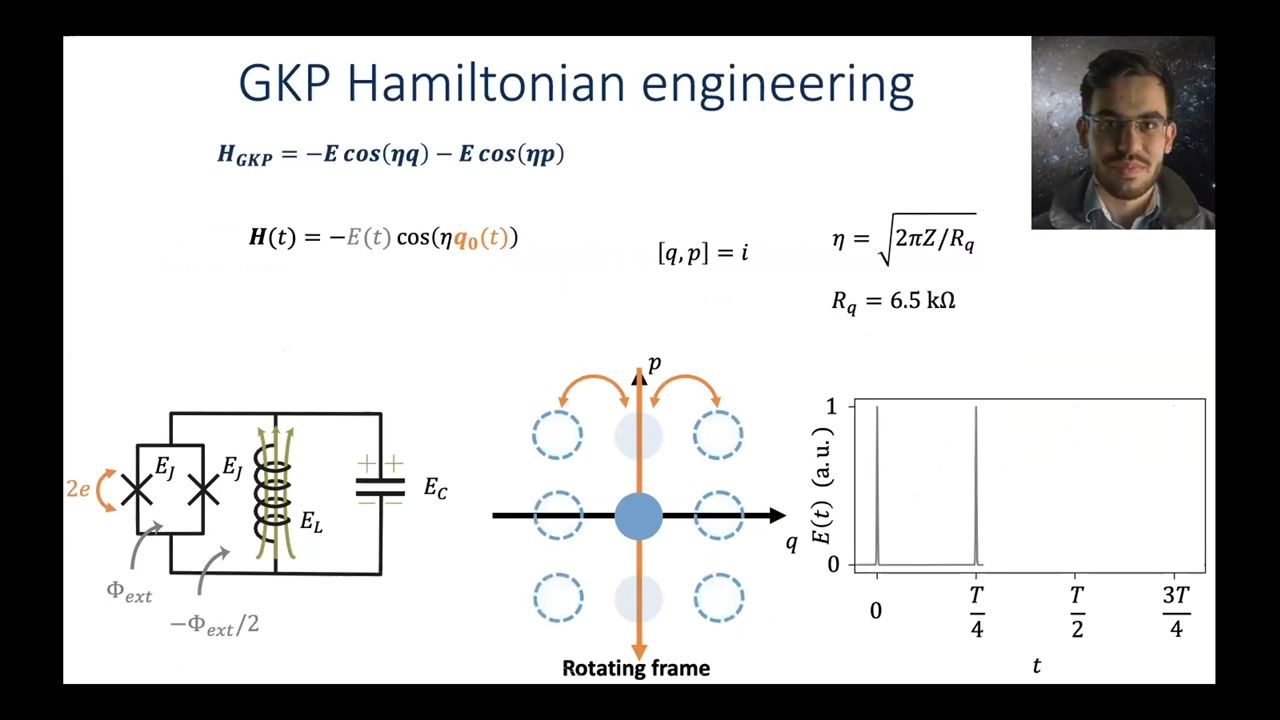 GKP Hamiltonian engineering
H_GKP = −E cos(ηq) − E cos(ηp)
H(t) = −E(t) cos(ηq₀(t))
[q, p] = i
η = √(2πZ/R_q)
R_q = 6.5 kΩ
2e
E_J
E_J
E_L
E_C
++
−−
Φ_ext
−Φ_ext/2
p
q
Rotating frame
E(t) (a.u.)
1
0
0
T/4
T/2
3T/4
t